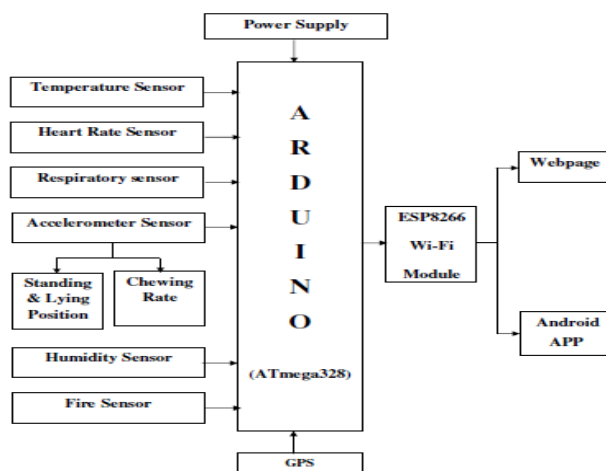 Power Supply
Temperature Sensor
Heart Rate Sensor
Respiratory sensor
Accelerometer Sensor
Standing
& Lying
Position
Chewing
Rate
Humidity Sensor
Fire Sensor
A
R
D
U
I
N
O
(ATmega328)
GPS
ESP8266
Wi-Fi
Module
Webpage
Android
APP